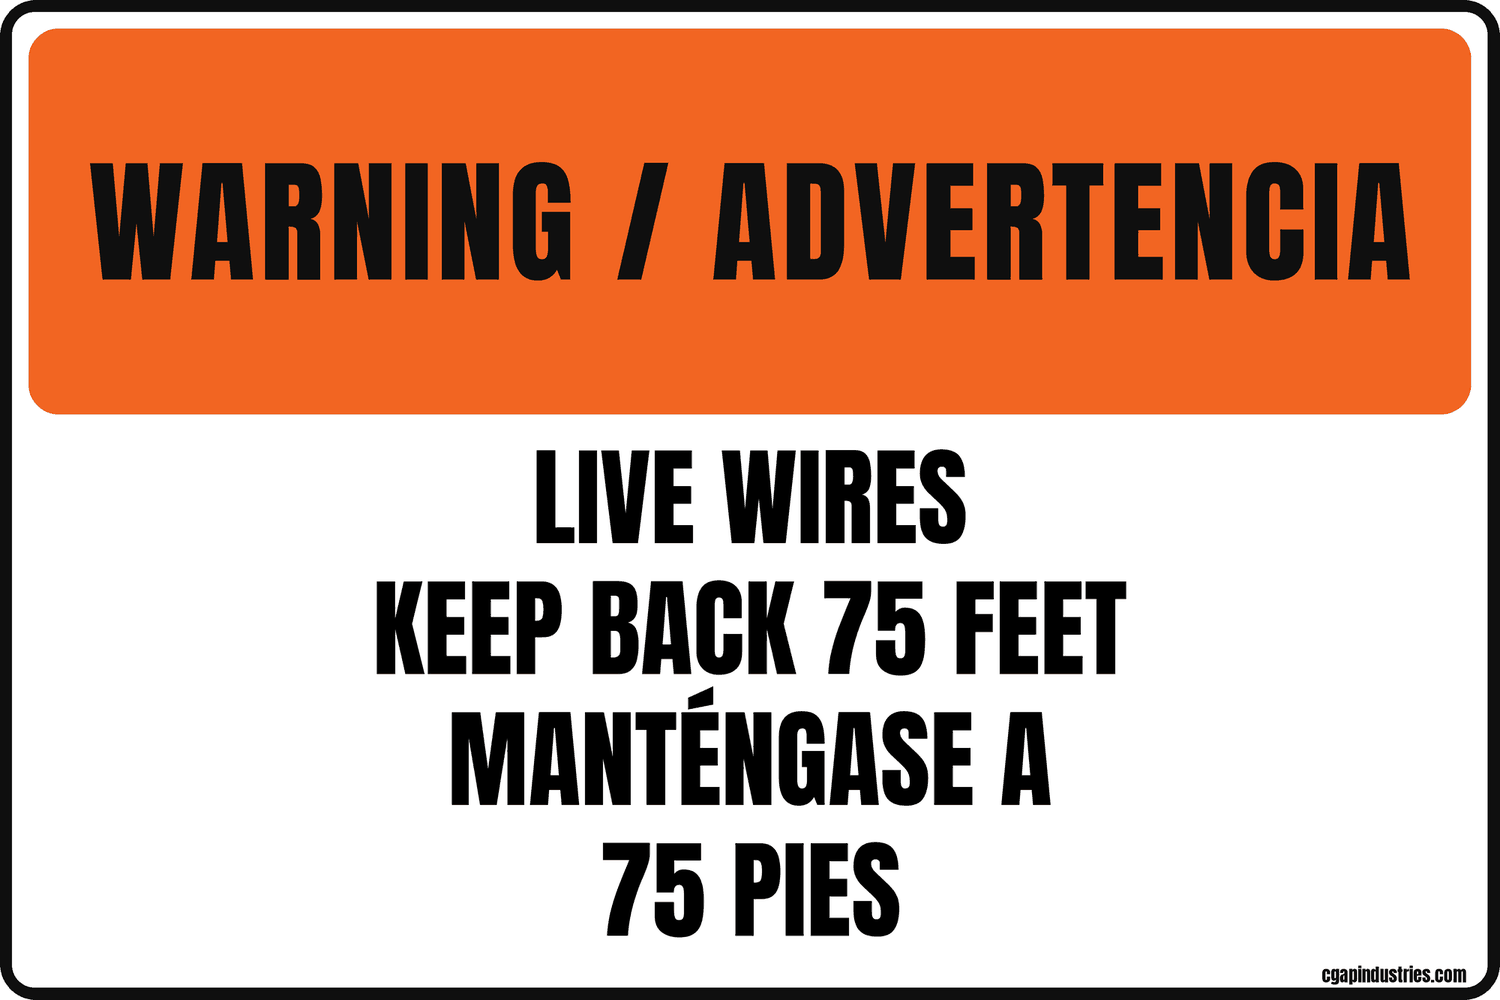 WARNING / ADVERTENCIA
LIVE WIRES
KEEP BACK 75 FEET
MANTÉNGASE A
75 PIES
cgapindustries.com